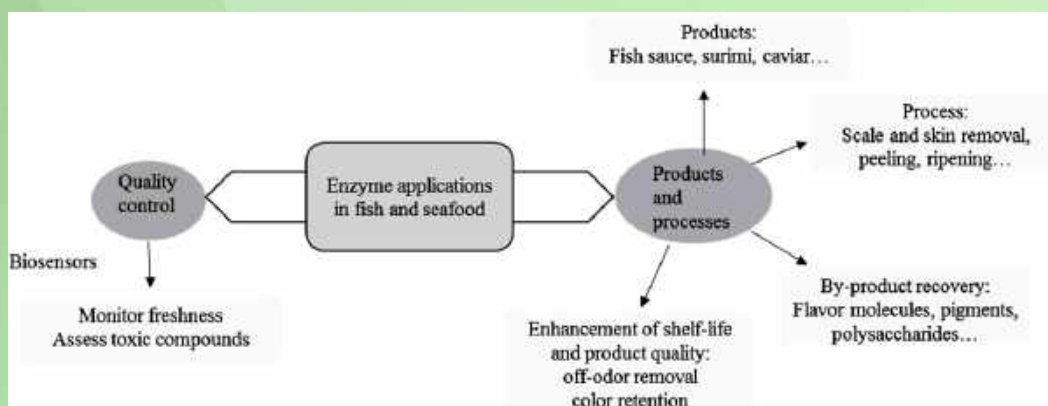 Products:
Fish sauce, surimi, caviar…
Process:
Scale and skin removal,
peeling, ripening…
Enzyme applications
in fish and seafood
Quality
control
Products
and
processes
Biosensors
Monitor freshness
Assess toxic compounds
By-product recovery:
Flavor molecules, pigments,
polysaccharides…
Enhancement of shelf-life
and product quality:
off-odor removal
color retention